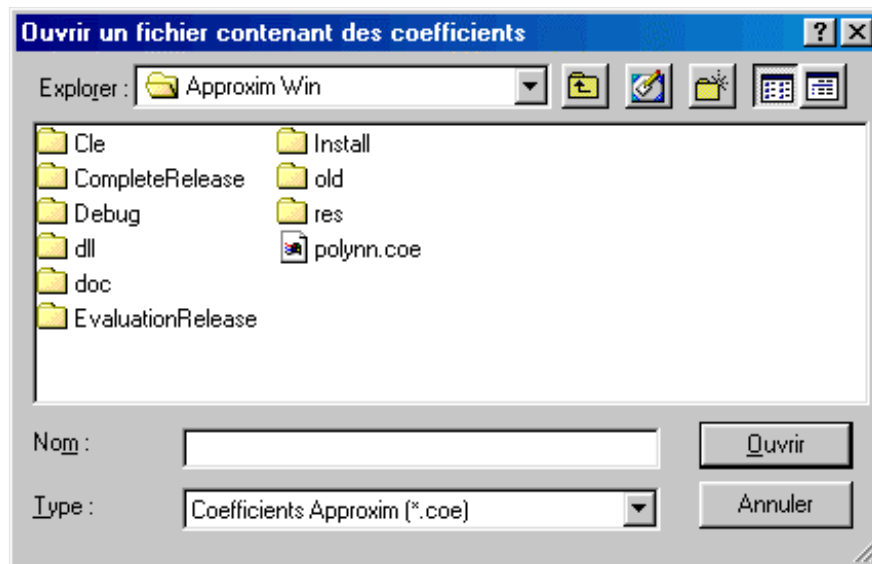 Ouvrir un fichier contenant des coefficients
Explorer : Approxim Win
Cle
CompleteRelease
Debug
dll
doc
EvaluationRelease
Install
old
res
polynn.coe
Nom :
Ouvrir
Type : Coefficients Approxim (*.coe)
Annuler